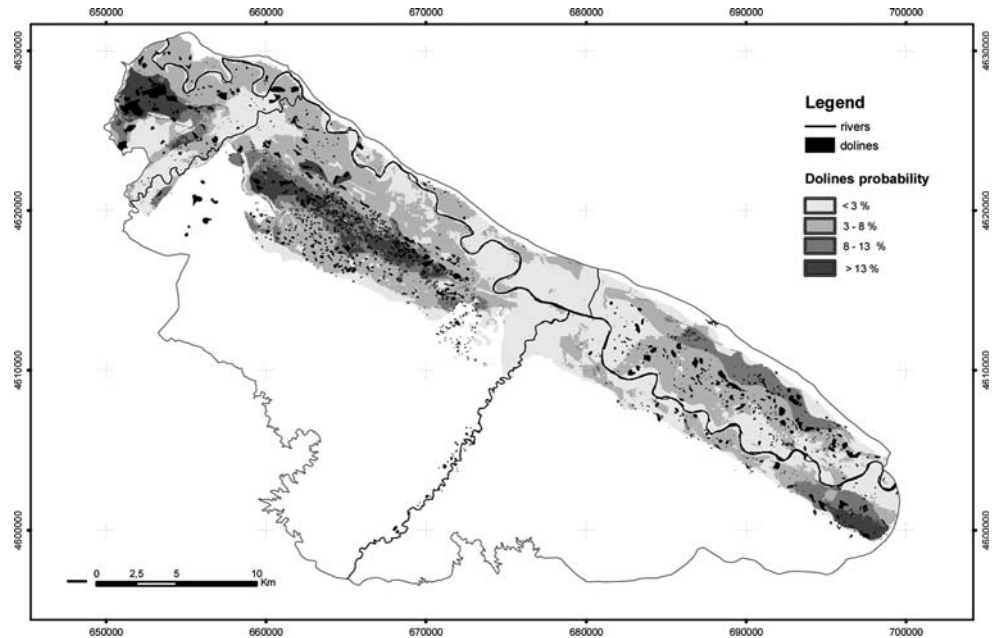 650000 660000 670000 680000 690000 700000
4630000 4630000
Legend
rivers
dolines
Dolines probability
< 3 %
3 - 8 %
8 - 13 %
> 13 %
4620000 4620000
4610000 4610000
4600000 4600000
0 2,5 5 10
Km
650000 660000 670000 680000 690000 700000